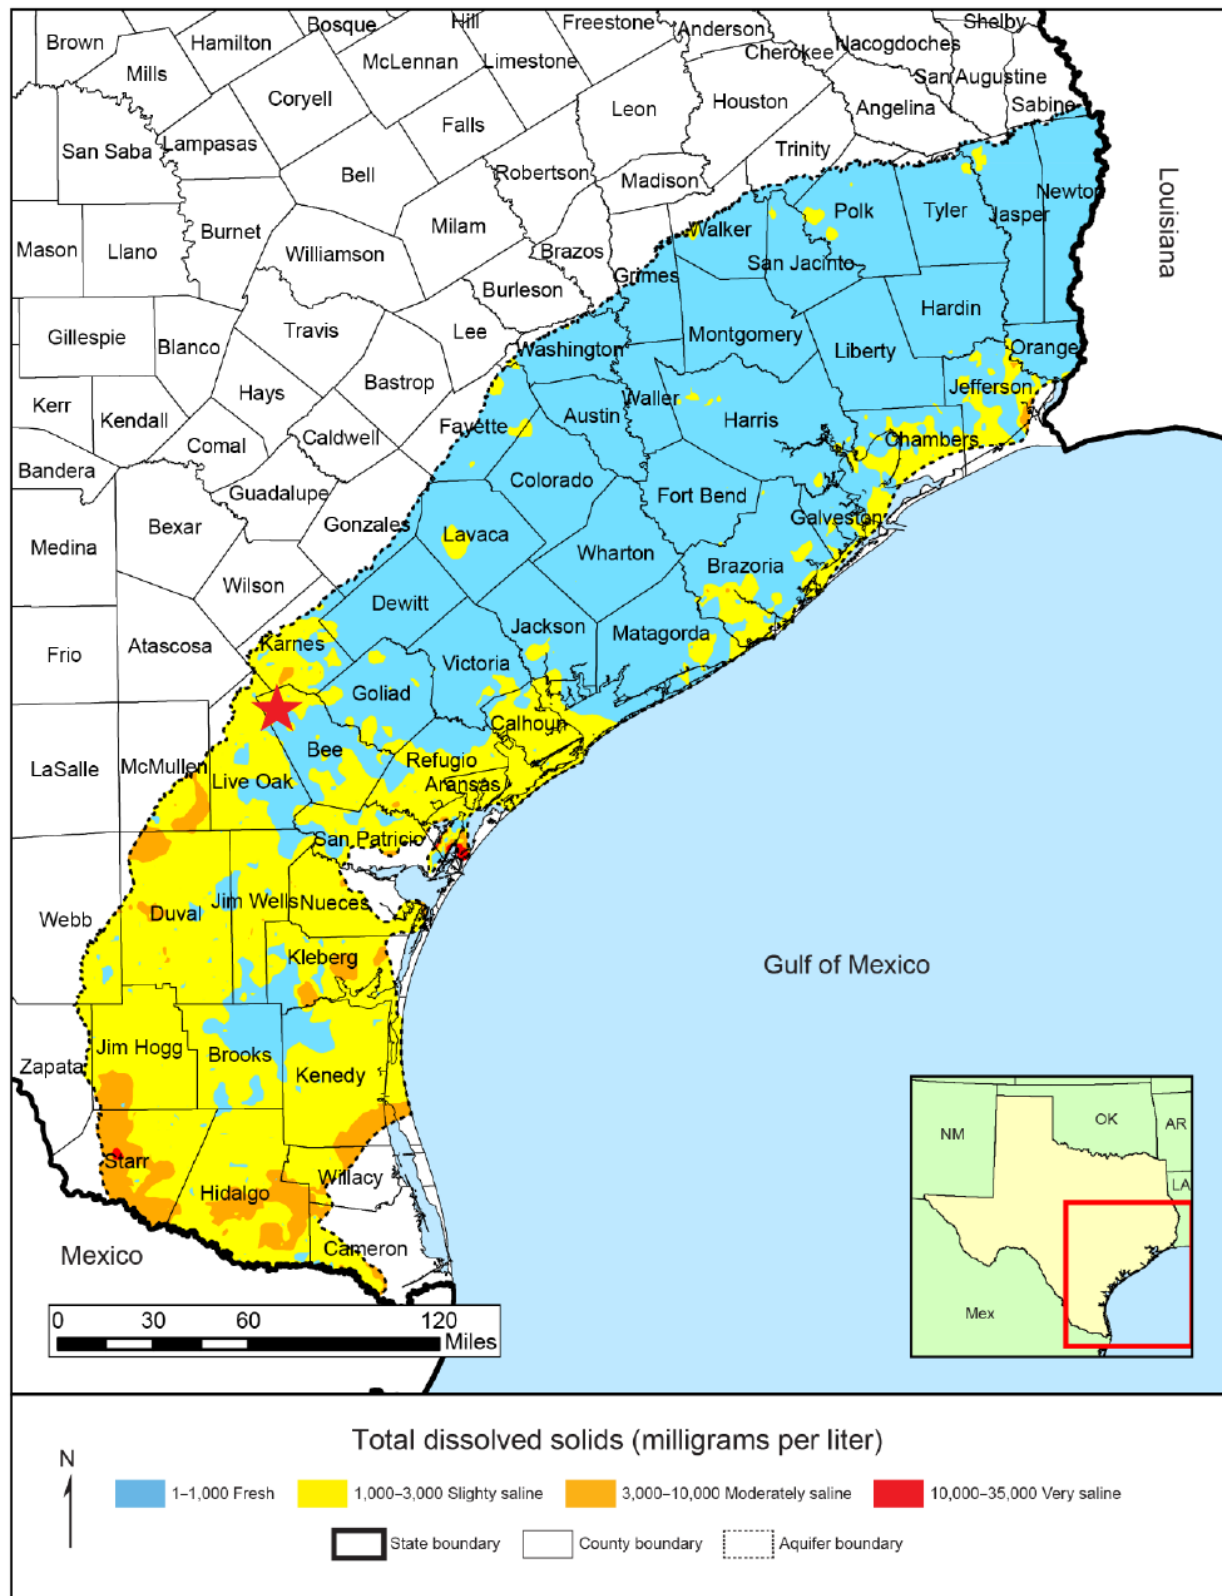 Bosque
Hill
Freestone
Anderson
Shelby
Brown
Hamilton
McLennan
Limestone
Cherokee
Nacogdoches
Mills
San Augustine
Coryell
Leon
Houston
Angelina
Sabine
Falls
San Saba
Lampasas
Trinity
Bell
Robertson
Madison
Louisiana
Newton
Burnet
Milam
Walker
Polk
Tyler
Jasper
Mason
Llano
Williamson
Brazos
San Jacinto
Grimes
Burleson
Hardin
Gillespie
Blanco
Travis
Lee
Washington
Montgomery
Liberty
Orange
Bastrop
Hays
Jefferson
Kerr
Kendall
Waller
Austin
Harris
Comal
Caldwell
Fayette
Chambers
Bandera
Colorado
Guadalupe
Fort Bend
Bexar
Gonzales
Galveston
Medina
Lavaca
Wharton
Brazoria
Wilson
Dewitt
Jackson
Matagorda
Frio
Atascosa
Karnes
Victoria
Goliad
Calhoun
Bee
Refugio
LaSalle
McMullen
Live Oak
Aransas
San Patricio
Webb
Duval
Jim Wells
Nueces
Kleberg
Gulf of Mexico
Zapata
Jim Hogg
Brooks
Kenedy
Starr
Willacy
Hidalgo
Mexico
Cameron
NM
OK
AR
LA
Mex
0 30 60 120
Miles
Total dissolved solids (milligrams per liter)
N
1–1,000 Fresh
1,000–3,000 Slighty saline
3,000–10,000 Moderately saline
10,000–35,000 Very saline
State boundary
County boundary
Aquifer boundary